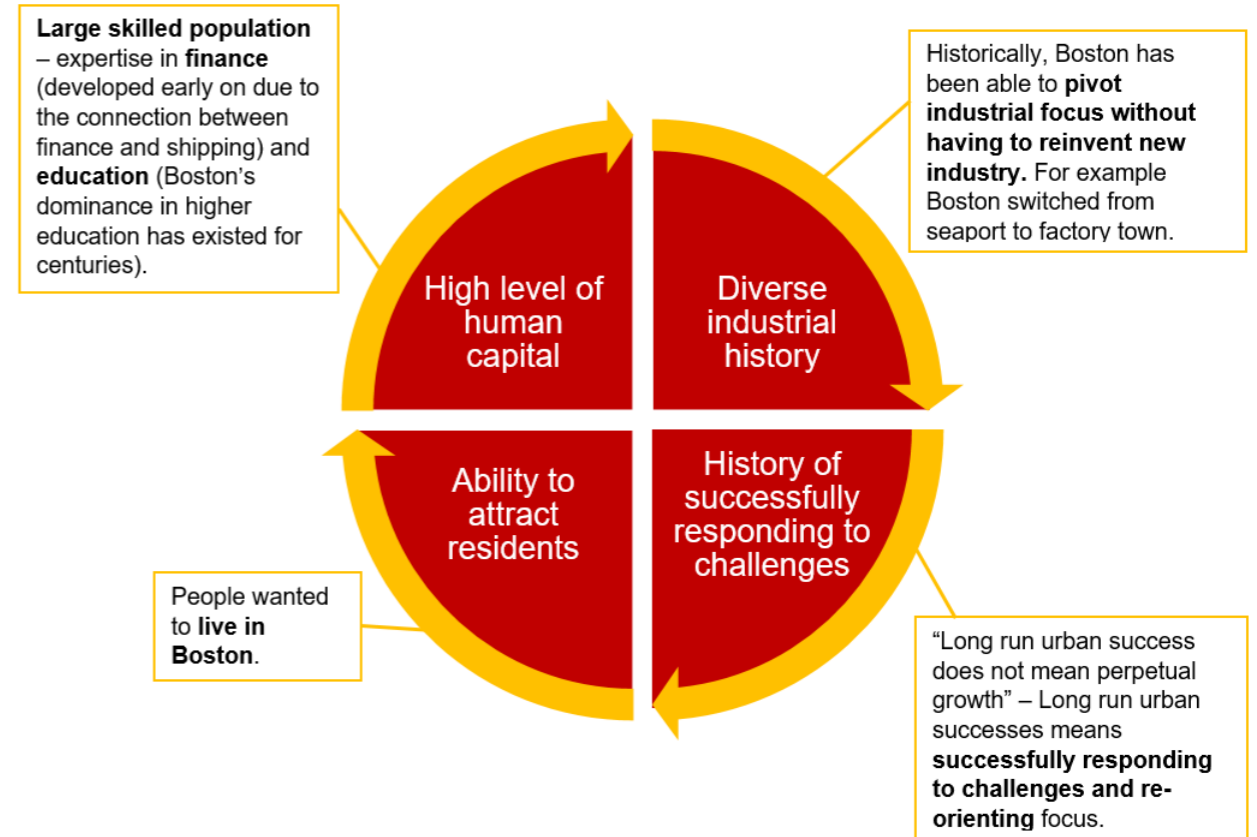 Large skilled population
– expertise in finance
(developed early on due to
the connection between
finance and shipping) and
education (Boston's
dominance in higher
education has existed for
centuries).
Historically, Boston has
been able to pivot
industrial focus without
having to reinvent new
industry. For example
Boston switched from
seaport to factory town.
High level of
human
capital
Diverse
industrial
history
Ability to
attract
residents
History of
successfully
responding to
challenges
People wanted
to live in
Boston.
“Long run urban success
does not mean perpetual
growth” – Long run urban
successes means
successfully responding
to challenges and re-
orienting focus.